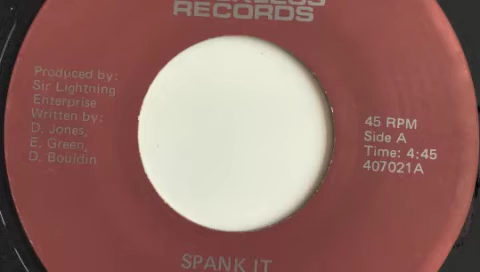 RECORDS
Produced by:
Sir Lightning
Enterprise
Written by:
D. Jones,
E. Green,
D. Bouldin
45 RPM
Side A
Time: 4:45
407021A
SPANK IT